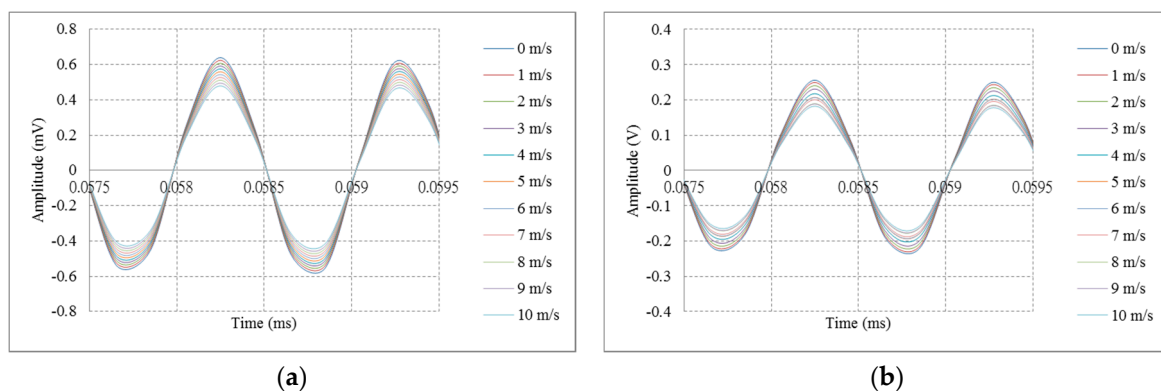 0.8
0.6
0.4
0.2
0
-0.2
-0.4
-0.6
-0.8
Amplitude (mV)
0.0575 0.058 0.0585 0.059 0.0595
Time (ms)
0 m/s
1 m/s
2 m/s
3 m/s
4 m/s
5 m/s
6 m/s
7 m/s
8 m/s
9 m/s
10 m/s
(a)
0.4
0.3
0.2
0.1
0
-0.1
-0.2
-0.3
-0.4
Amplitude (V)
0.0575 0.058 0.0585 0.059 0.0595
Time (ms)
0 m/s
1 m/s
2 m/s
3 m/s
4 m/s
5 m/s
6 m/s
7 m/s
8 m/s
9 m/s
10 m/s
(b)